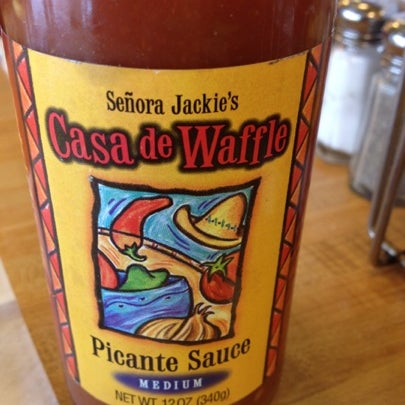 Señora Jackie's
Casa de Waffle
Picante Sauce
MEDIUM
NET WT 12 OZ (340g)